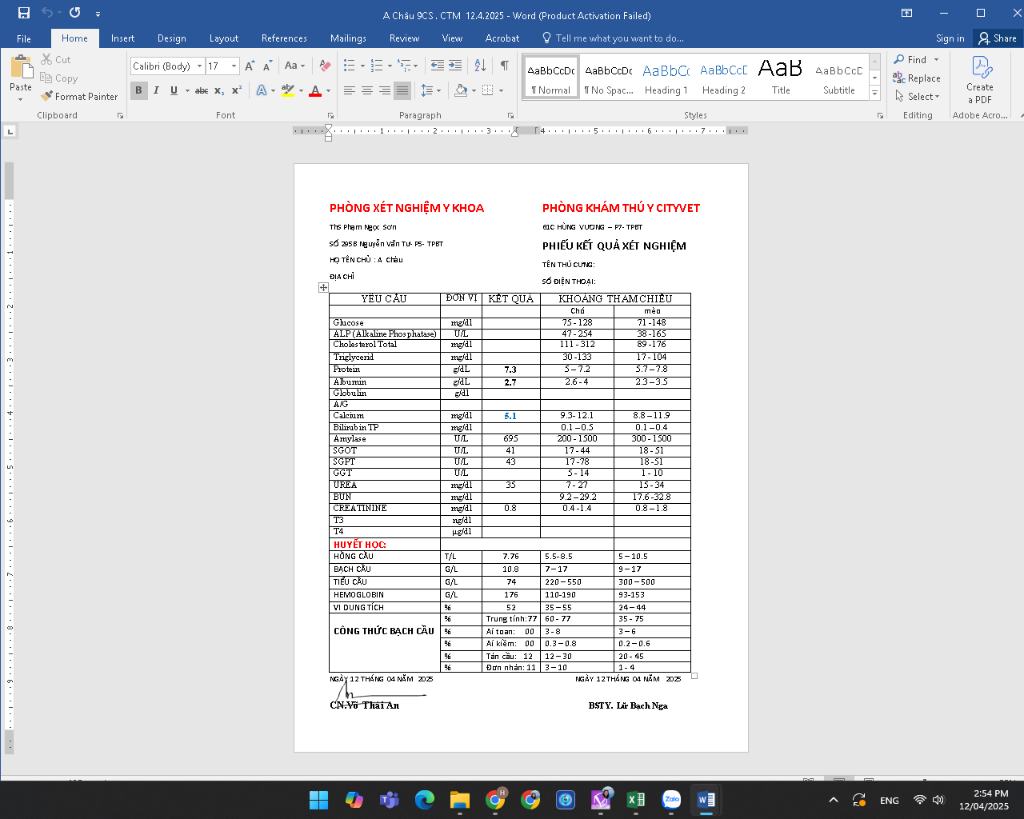 A Châu 9CS . CTM 12.4.2025 - Word (Product Activation Failed)
File Home Insert Design Layout References Mailings Review View Acrobat Tell me what you want to do... Sign in Share
Paste Cut Copy Format Painter
Calibri (Body) 17
AaBbCcDc AaBbCcDc AaBbCc AaBbCcD AaB AaBbCcD
¶ Normal ¶ No Spac... Heading 1 Heading 2 Title Subtitle
Find Replace Select
Create a PDF
Clipboard Font Paragraph Styles Editing Adobe Acro...
PHÒNG XÉT NGHIỆM Y KHOA PHÒNG KHÁM THÚ Y CITYVET
ThS Phạm Ngọc Sơn 61C HÙNG VƯƠNG – P7- TPBT
SỐ 295B Nguyễn Văn Tư- P5- TPBT PHIẾU KẾT QUẢ XÉT NGHIỆM
HỌ TÊN CHỦ : A Châu TÊN THÚ CƯNG:
ĐỊA CHỈ SỐ ĐIỆN THOẠI:
YÊU CẦU ĐƠN VỊ KẾT QUẢ KHOẢNG THAM CHIẾU
Chó mèo
Glucose mg/dl 75 - 128 71 -148
ALP (Alkaline Phosphatase) U/L 47 - 254 38 -165
Cholesterol Total mg/dl 111 - 312 89 -176
Triglycerid mg/dl 30 -133 17 - 104
Protein g/dL 7.3 5 – 7.2 5.7 – 7.8
Albumin g/dL 2.7 2.6 - 4 2.3 – 3.5
Globulin g/dl
A/G
Calcium mg/dl 5.1 9.3- 12.1 8.8 – 11.9
Bilirubin TP mg/dl 0.1 – 0.5 0.1 – 0.4
Amylase U/L 695 200 - 1500 300 - 1500
SGOT U/L 41 17 - 44 18 - 51
SGPT U/L 43 17 -78 18 -51
GGT U/L 5 - 14 1 - 10
UREA mg/dl 35 7 - 27 15 - 34
BUN mg/dl 9.2 – 29.2 17.6 -32.8
CREATININE mg/dl 0.8 0.4 -1.4 0.8 – 1.8
T3 ng/dl
T4 µg/dl
HUYẾT HỌC:
HỒNG CẦU T/L 7.76 5.5-8.5 5 – 10.5
BẠCH CẦU G/L 10.8 7 – 17 9 – 17
TIỂU CẦU G/L 74 220 – 550 300 – 500
HEMOGLOBIN G/L 176 110-190 93-153
VI DUNG TÍCH % 52 35 – 55 24 – 44
CÔNG THỨC BẠCH CẦU % Trung tính:77 60 - 77 35 - 75
% Ái toan: 00 3 - 8 3 – 6
% Ái kiềm: 00 0.3 – 0.8 0.2 – 0.6
% Tân cầu: 12 12 – 30 20 - 45
% Đơn nhân: 11 3 – 10 1 - 4
NGÀY 12 THÁNG 04 NĂM 2025 NGÀY 12 THÁNG 04 NĂM 2025
CN.Võ Thái An BSTY. Lữ Bạch Nga
ENG
2:54 PM
12/04/2025